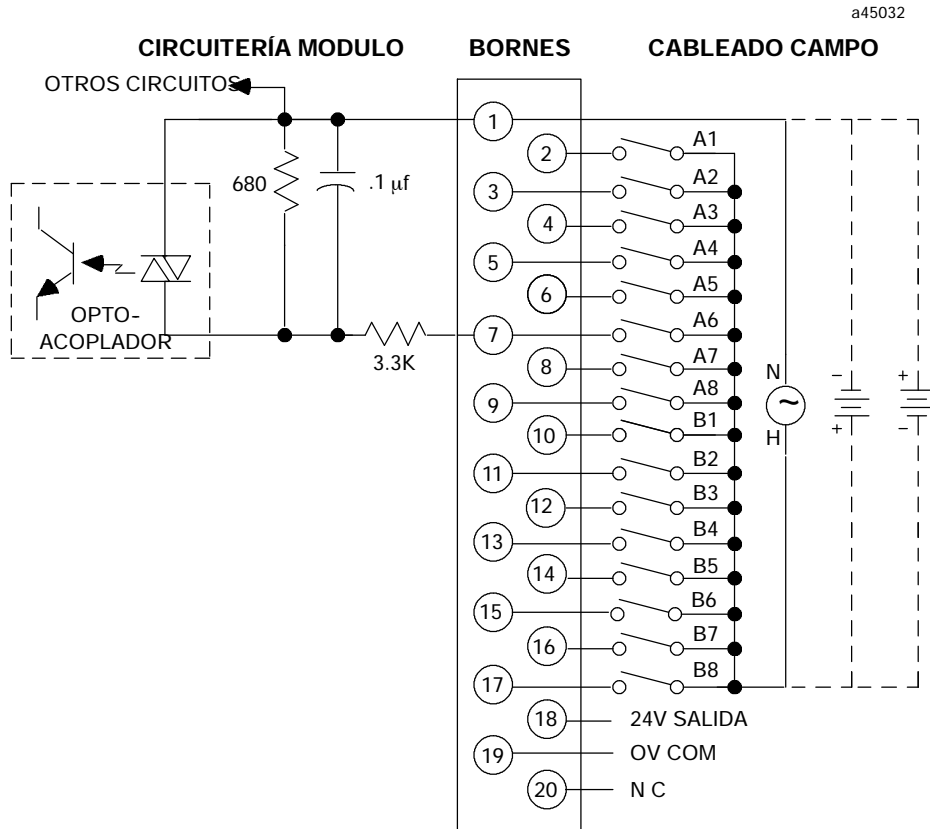 a45032
CIRCUITERÍA MODULO BORNES CABLEADO CAMPO
OTROS CIRCUITOS
1
2 A1
3 A2
680 .1 µf
4 A3
5 A4
6 A5
OPTO-
ACOPLADOR
3.3K
7 A6
8 A7
9 A8
10 B1
N
~
H
- +
+ -
11 B2
12 B3
13 B4
14 B5
15 B6
16 B7
17 B8
18 24V SALIDA
19 OV COM
20 N C